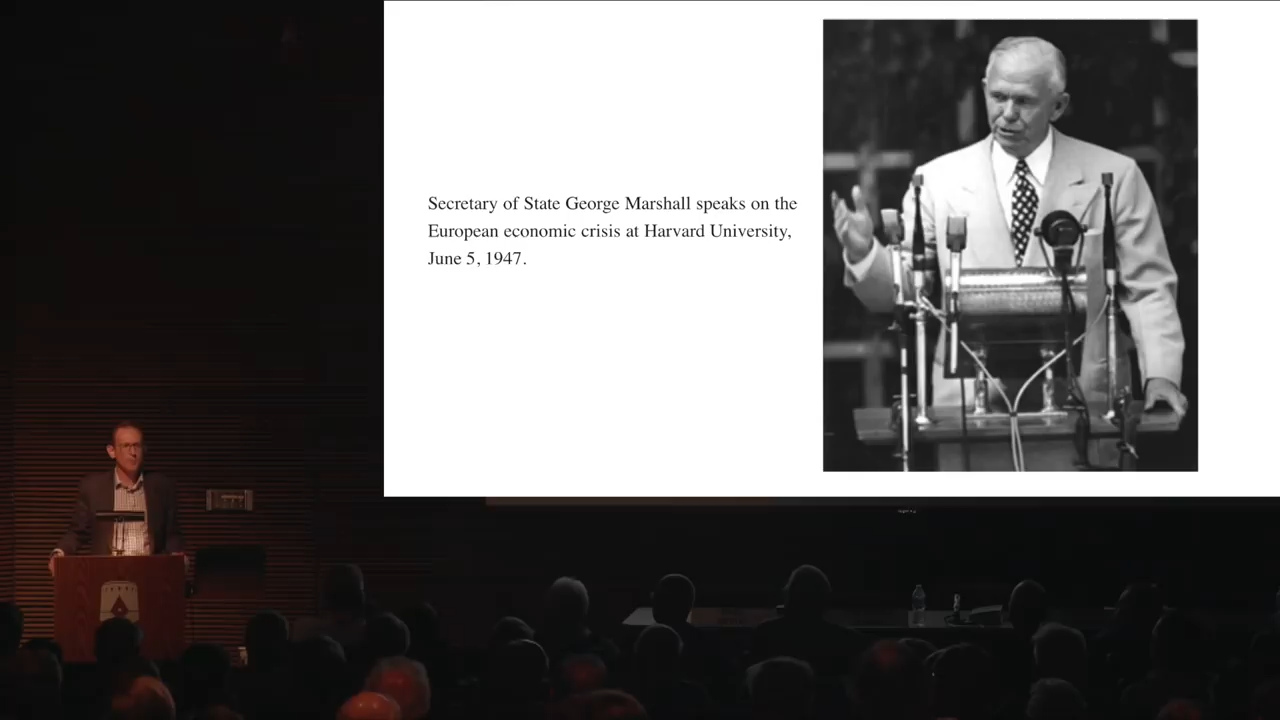 Secretary of State George Marshall speaks on the
European economic crisis at Harvard University,
June 5, 1947.